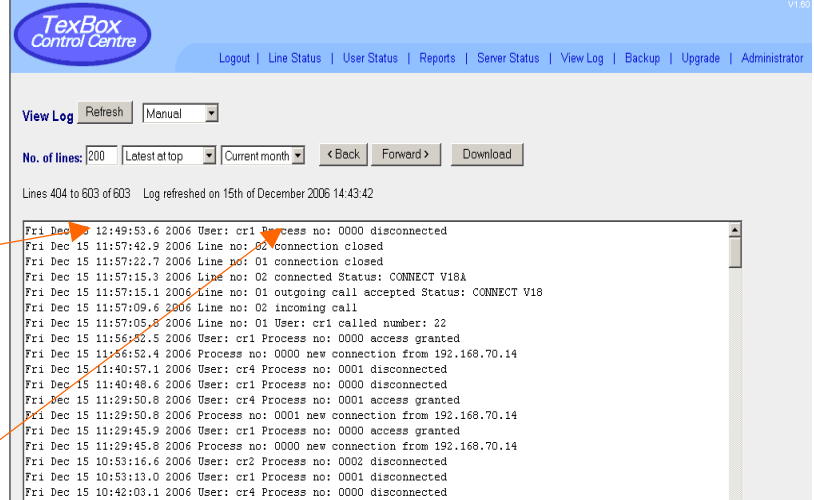 V1.60
TexBox
Control Centre
Logout | Line Status | User Status | Reports | Server Status | View Log | Backup | Upgrade | Administrator
View Log Refresh Manual
No. of lines: 200 Latest at top Current month < Back Forward > Download
Lines 404 to 603 of 603 Log refreshed on 15th of December 2006 14:43:42
Fri Dec 15 12:49:53.6 2006 User: cr1 Process no: 0000 disconnected
Fri Dec 15 11:57:42.9 2006 Line no: 02 connection closed
Fri Dec 15 11:57:22.7 2006 Line no: 01 connection closed
Fri Dec 15 11:57:15.3 2006 Line no: 02 connected Status: CONNECT V18A
Fri Dec 15 11:57:15.1 2006 Line no: 01 outgoing call accepted Status: CONNECT V18
Fri Dec 15 11:57:09.6 2006 Line no: 02 incoming call
Fri Dec 15 11:57:05.8 2006 Line no: 01 User: cr1 called number: 22
Fri Dec 15 11:56:52.5 2006 User: cr1 Process no: 0000 access granted
Fri Dec 15 11:56:52.4 2006 Process no: 0000 new connection from 192.168.70.14
Fri Dec 15 11:40:57.1 2006 User: cr4 Process no: 0001 disconnected
Fri Dec 15 11:40:48.6 2006 User: cr1 Process no: 0000 disconnected
Fri Dec 15 11:29:50.8 2006 User: cr4 Process no: 0001 access granted
Fri Dec 15 11:29:50.8 2006 Process no: 0001 new connection from 192.168.70.14
Fri Dec 15 11:29:45.9 2006 User: cr1 Process no: 0000 access granted
Fri Dec 15 11:29:45.8 2006 Process no: 0000 new connection from 192.168.70.14
Fri Dec 15 10:53:16.6 2006 User: cr2 Process no: 0002 disconnected
Fri Dec 15 10:53:13.0 2006 User: cr1 Process no: 0001 disconnected
Fri Dec 15 10:42:03.1 2006 User: cr4 Process no: 0000 disconnected